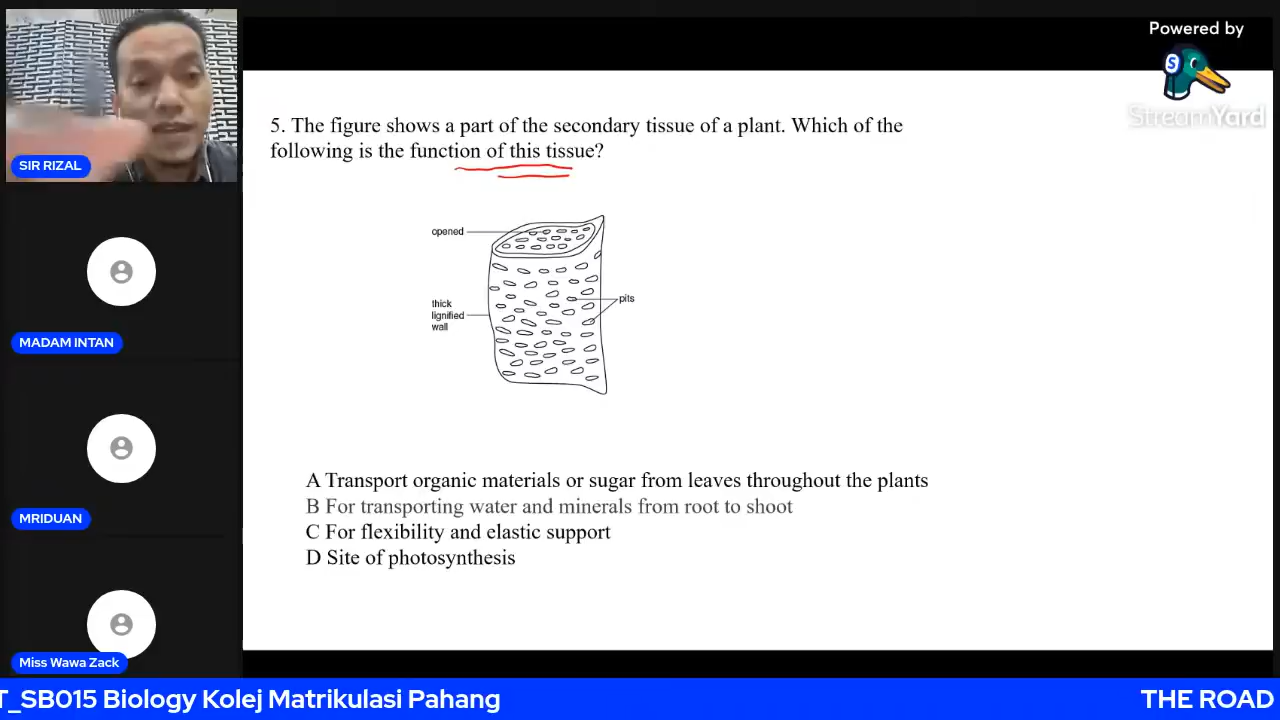 Powered by
StreamYard
SIR RIZAL
MADAM INTAN
MRIDUAN
Miss Wawa Zack
5. The figure shows a part of the secondary tissue of a plant. Which of the
following is the function of this tissue?
opened
thick
lignified
wall
pits
A Transport organic materials or sugar from leaves throughout the plants
B For transporting water and minerals from root to shoot
C For flexibility and elastic support
D Site of photosynthesis
T_SB015 Biology Kolej Matrikulasi Pahang
THE ROAD